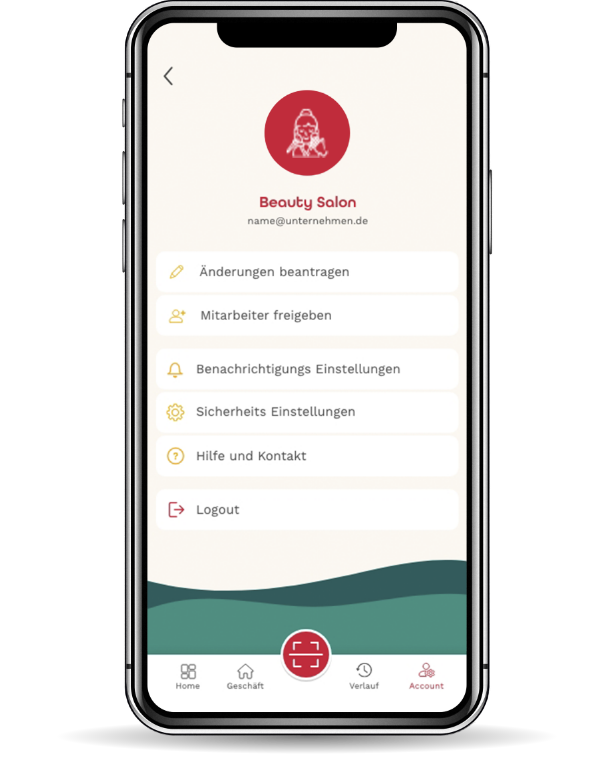 Beauty Salon
name@unternehmen.de
Änderungen beantragen
Mitarbeiter freigeben
Benachrichtigungs Einstellungen
Sicherheits Einstellungen
? Hilfe und Kontakt
Logout
Home Geschäft Verlauf Account